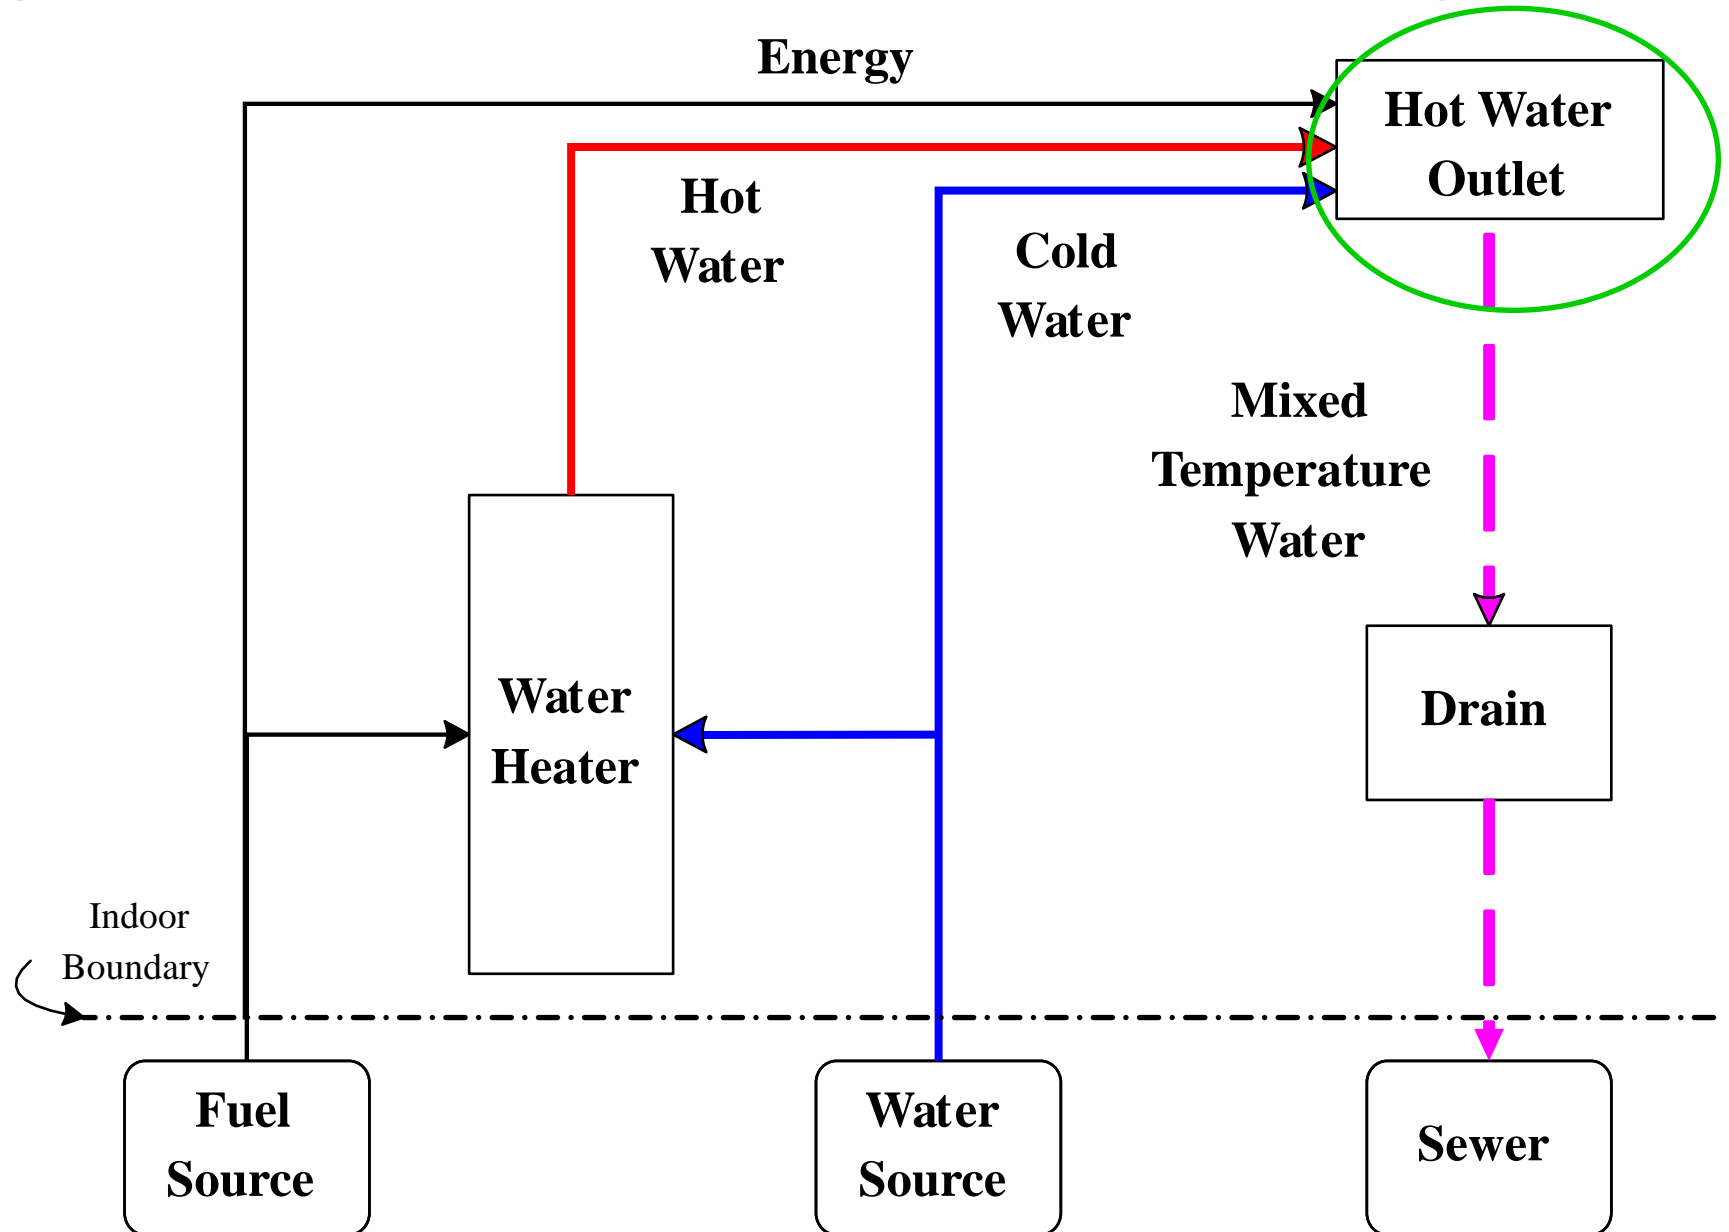 Energy
Hot Water
Outlet
Hot
Water
Cold
Water
Mixed
Temperature
Water
Water
Heater
Drain
Indoor
Boundary
Fuel
Source
Water
Source
Sewer